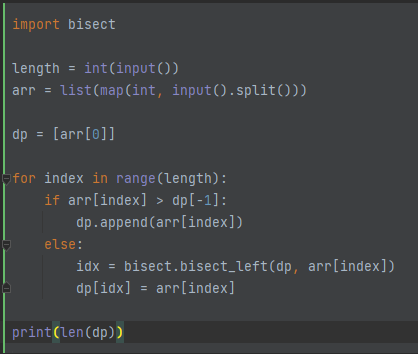 import bisect

length = int(input())
arr = list(map(int, input().split()))

dp = [arr[0]]

for index in range(length):
    if arr[index] > dp[-1]:
        dp.append(arr[index])
    else:
        idx = bisect.bisect_left(dp, arr[index])
        dp[idx] = arr[index]

print(len(dp))